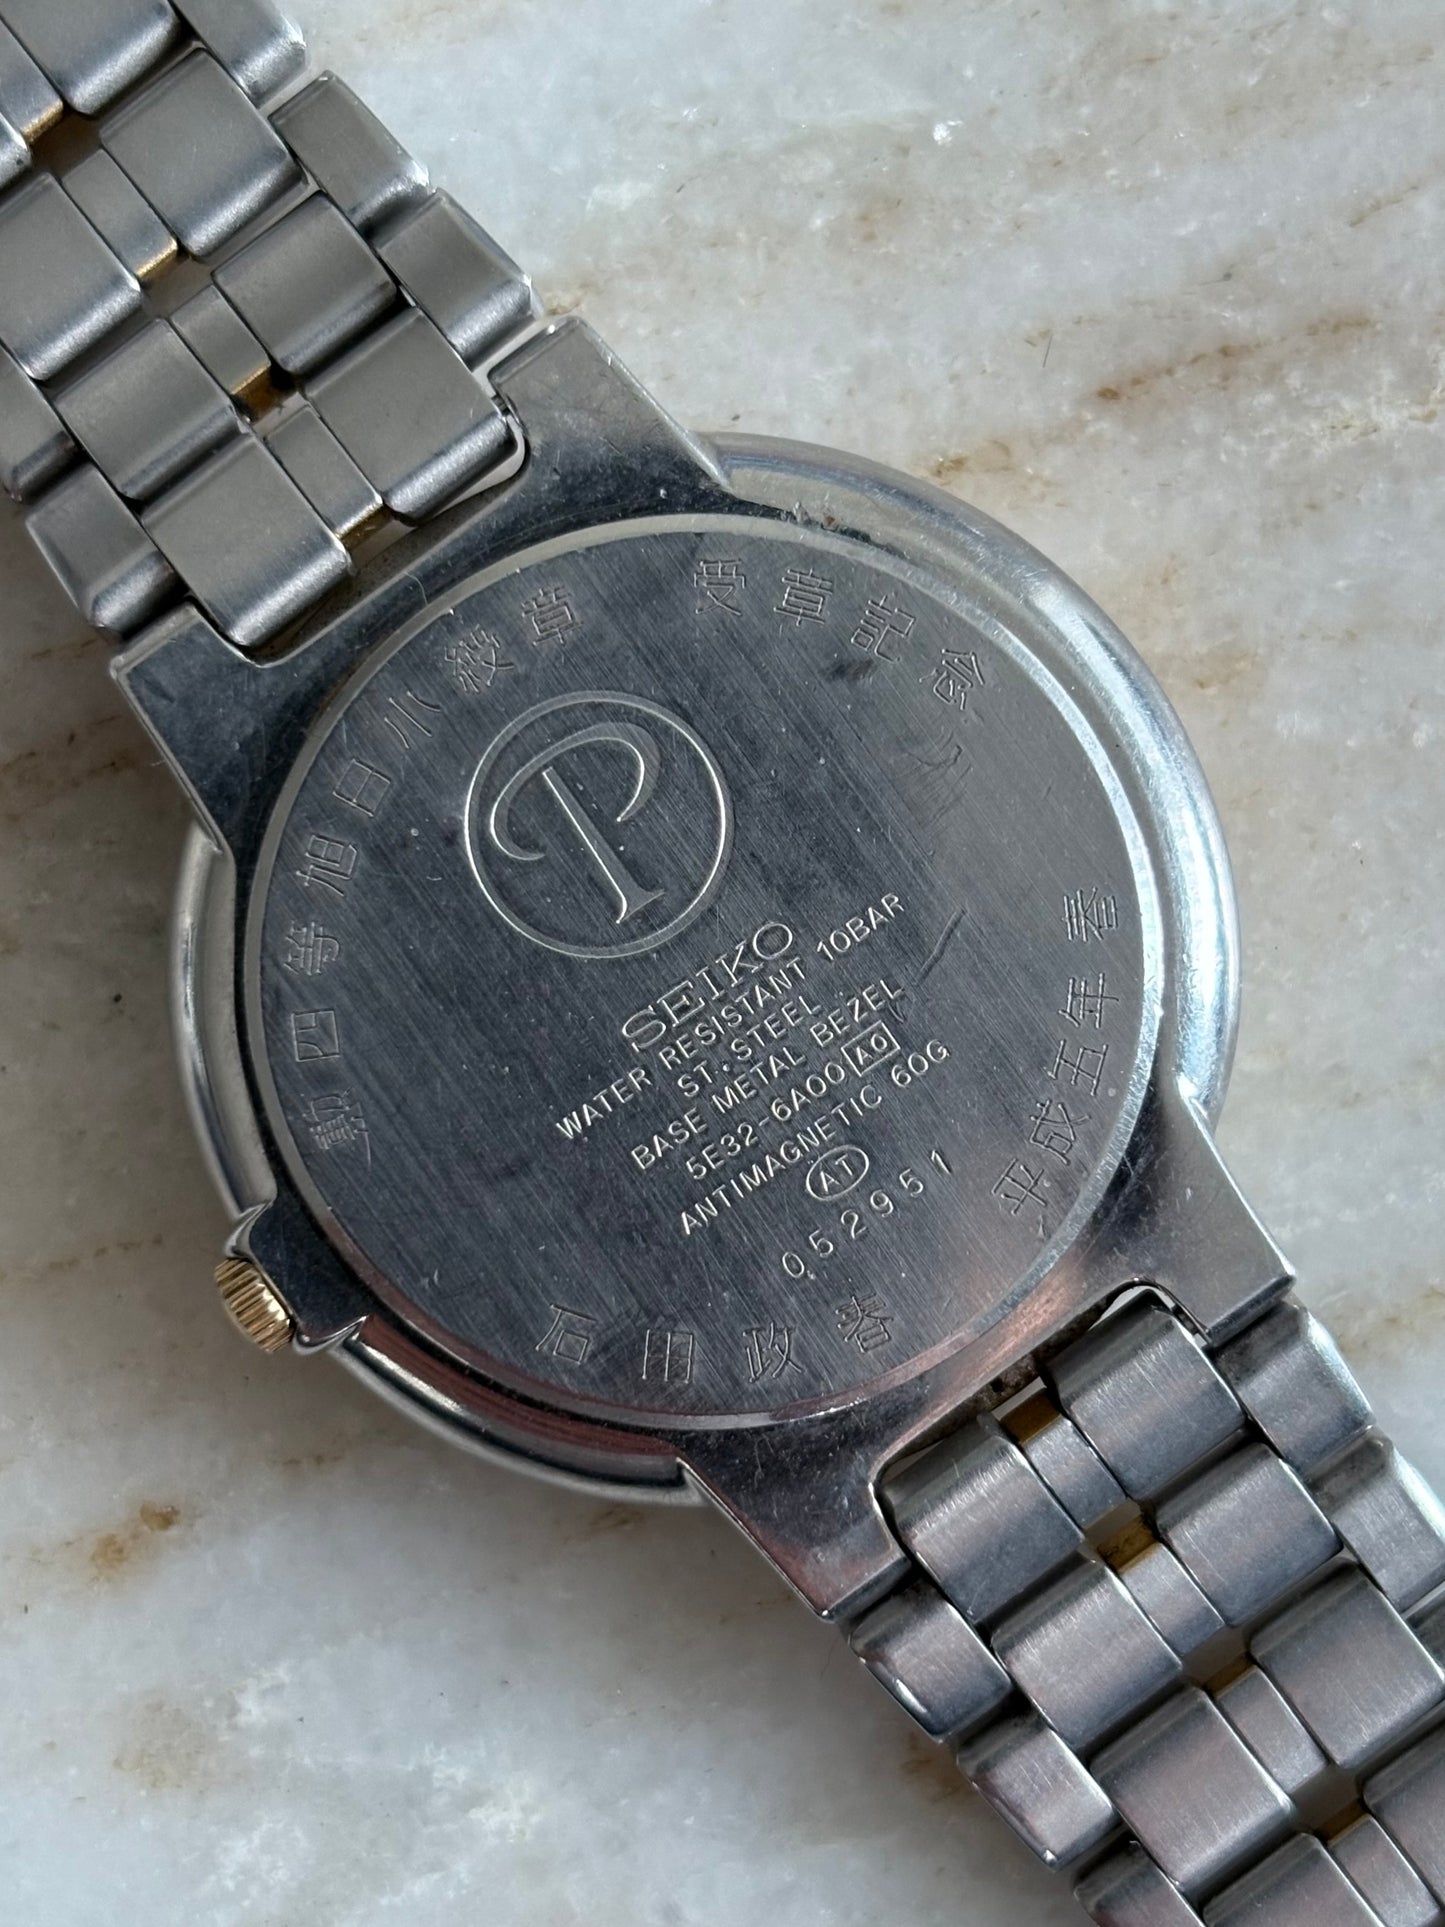 勲四等旭日小綬章 受章記念
P
SEIKO
WATER RESISTANT 10BAR
ST.STEEL
BASE METAL BEZEL
5E32-6A00 A0
ANTIMAGNETIC 60G
AT
052951
平成五年春
石田政春